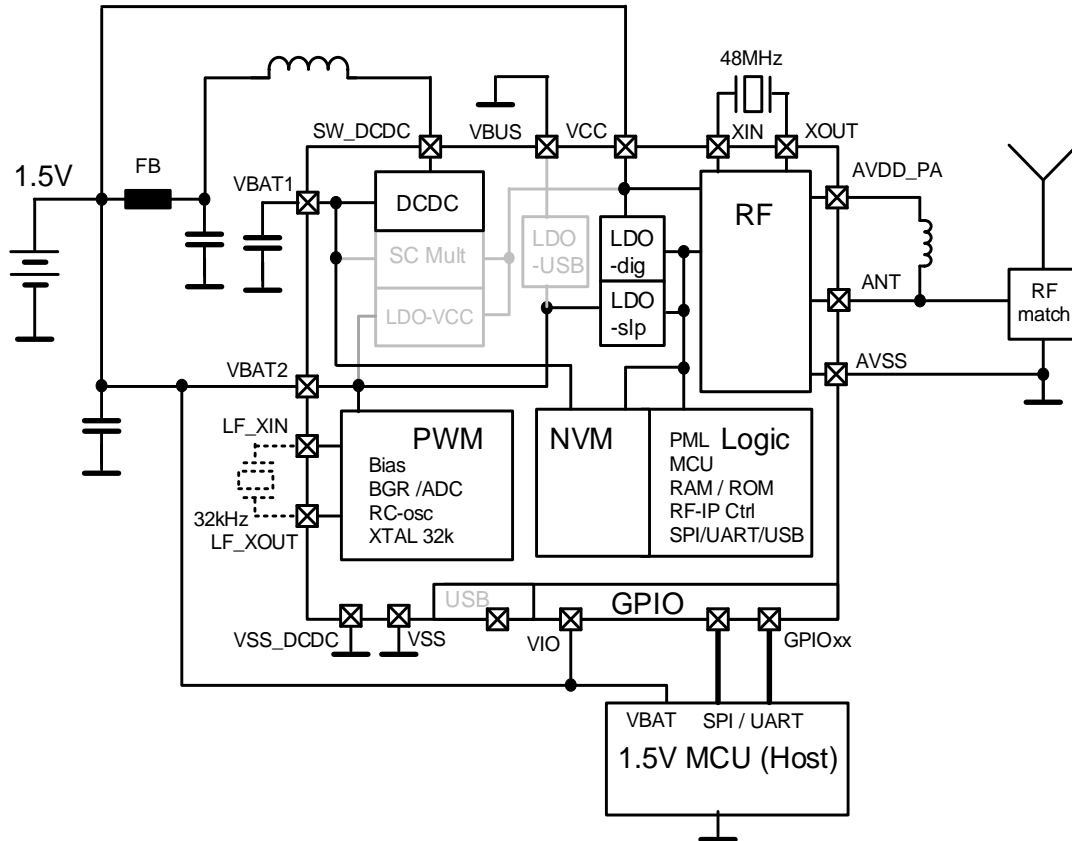 48MHz
SW_DCDC
VBUS
VCC
XIN
XOUT
1.5V
FB
VBAT1
AVDD_PA
DCDC
RF
SC Mult
LDO
-USB
LDO
-dig
LDO-VCC
LDO
-slp
ANT
RF
match
VBAT2
AVSS
LF_XIN
PWM
Bias
BGR /ADC
RC-osc
XTAL 32k
NVM
Logic
PML
MCU
RAM / ROM
RF-IP Ctrl
SPI/UART/USB
32kHz
LF_XOUT
USB
GPIO
VSS_DCDC
VSS
VIO
GPIOxx
VBAT
SPI / UART
1.5V MCU (Host)